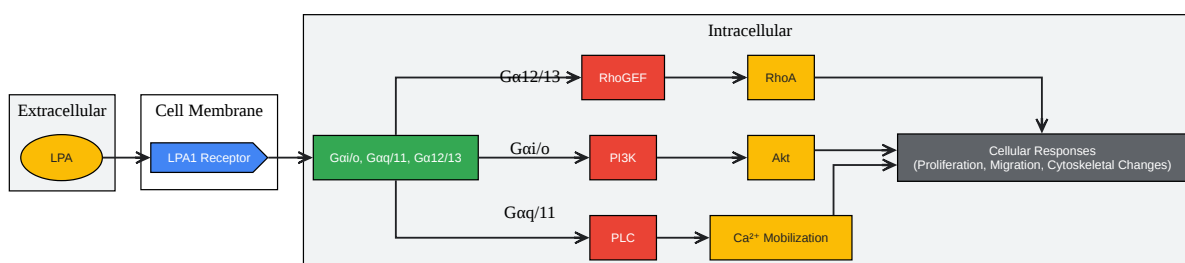 Intracellular
Gα12/13
RhoGEF
RhoA
Extracellular
Cell Membrane
LPA
LPA1 Receptor
Gαi/o, Gαq/11, Gα12/13
Gαi/o
PI3K
Akt
Cellular Responses
(Proliferation, Migration, Cytoskeletal Changes)
Gαq/11
PLC
Ca²⁺ Mobilization